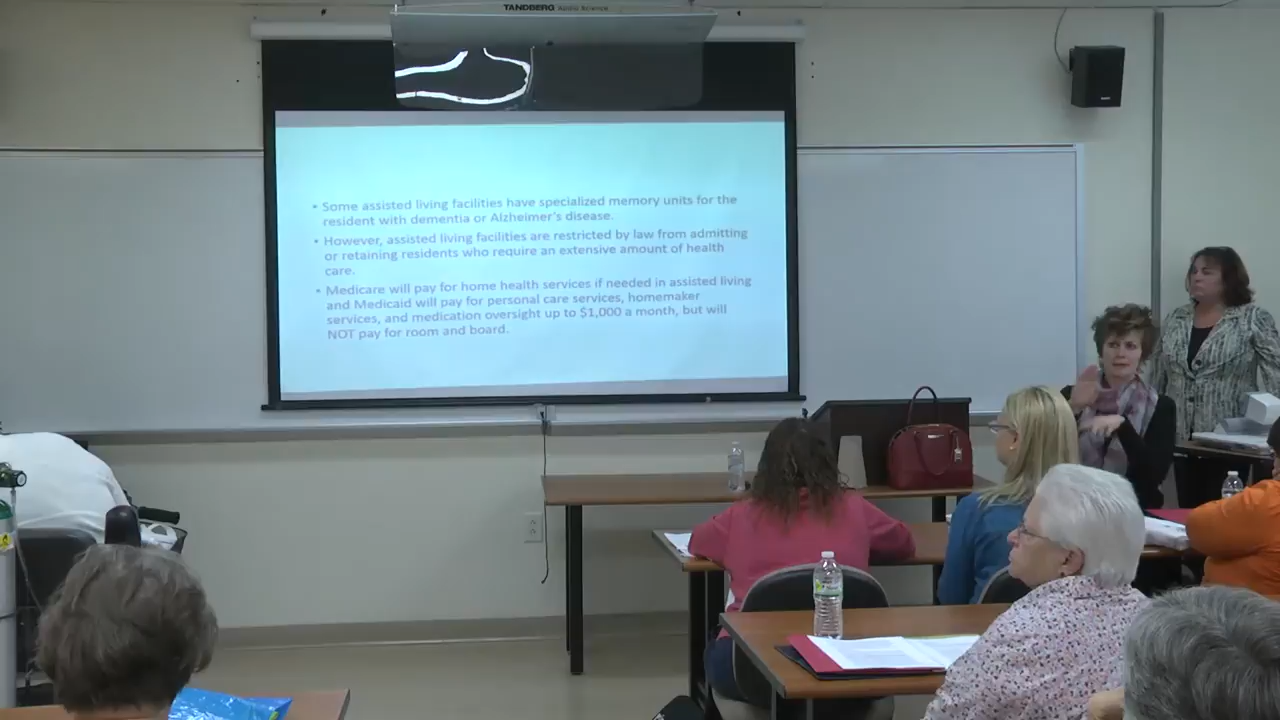 TANDBERG
• Some assisted living facilities have specialized memory units for the
resident with dementia or Alzheimer's disease.
• However, assisted living facilities are restricted by law from admitting
or retaining residents who require an extensive amount of health
care.
• Medicare will pay for home health services if needed in assisted living
and Medicaid will pay for personal care services, homemaker
services, and medication oversight up to $1,000 a month, but will
NOT pay for room and board.